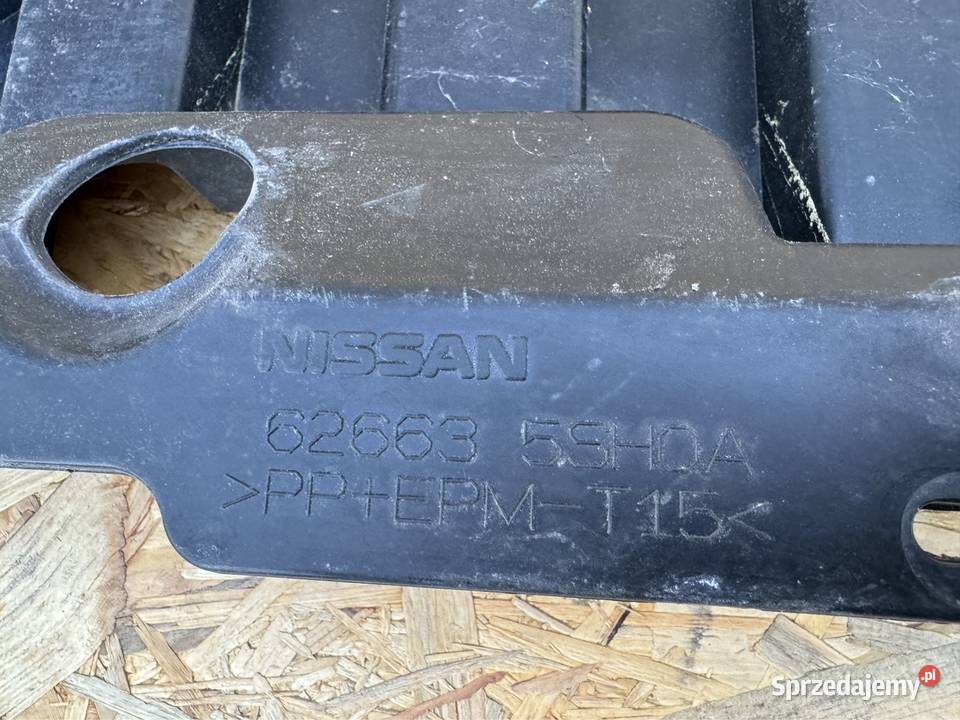 NISSAN
62663 5SH0A
>PP+EPM-T15<
Sprzedajemy.pl